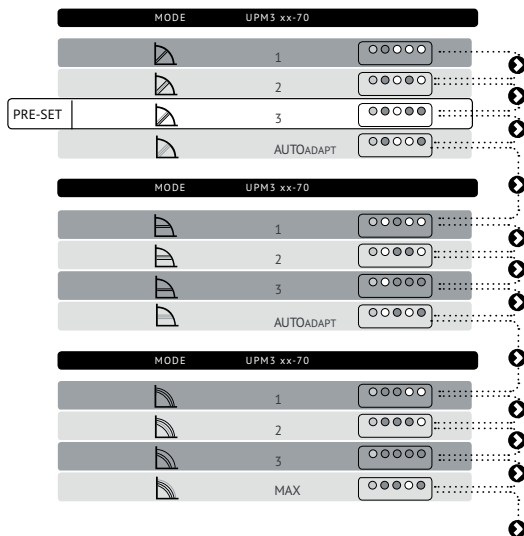 MODE UPM3 xx-70
1
2
PRE-SET 3
AUTOADAPT
MODE UPM3 xx-70
1
2
3
AUTOADAPT
MODE UPM3 xx-70
1
2
3
MAX